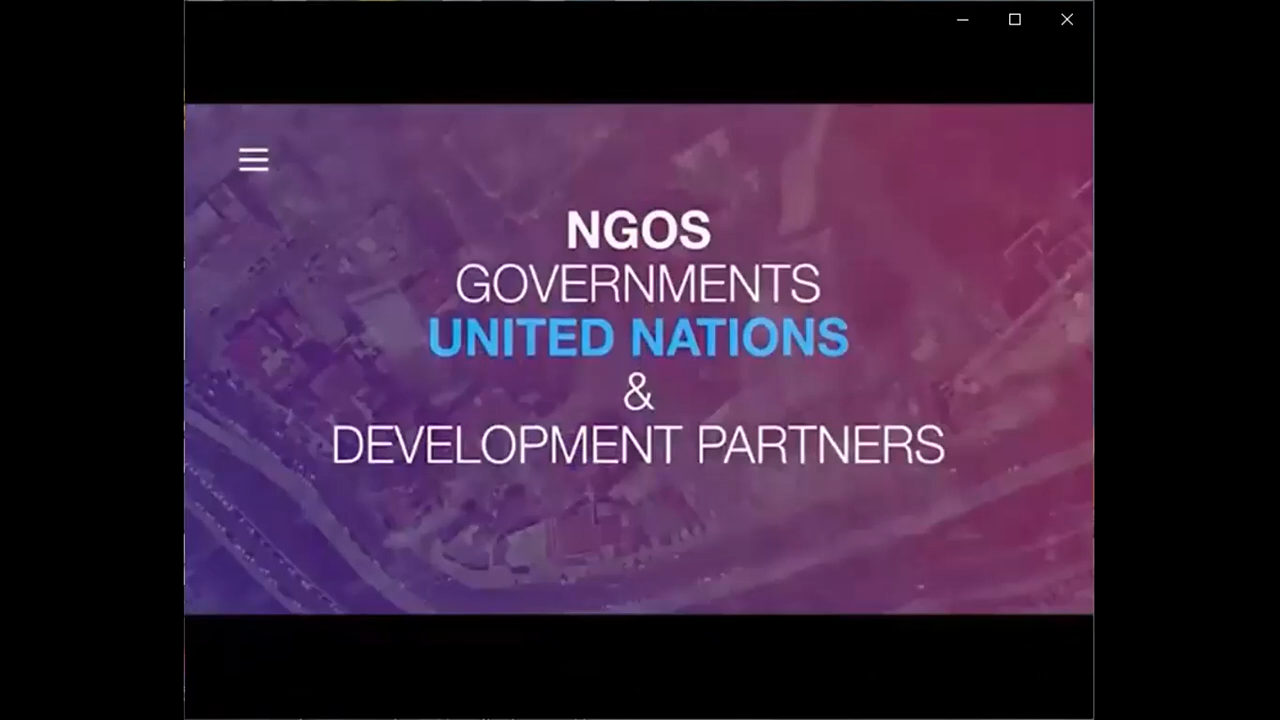 NGOS
GOVERNMENTS
UNITED NATIONS
&
DEVELOPMENT PARTNERS